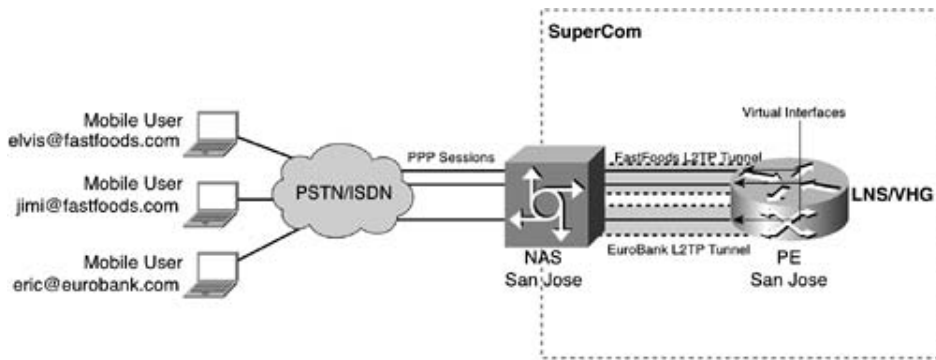 SuperCom
Mobile User
elvis@fastfoods.com
Mobile User
jimi@fastfoods.com
Mobile User
eric@eurobank.com
PSTN/ISDN
PPP Sessions
NAS
San Jose
FastFoods L2TP Tunnel
EuroBank L2TP Tunnel
Virtual Interfaces
LNS/VHG
PE
San Jose